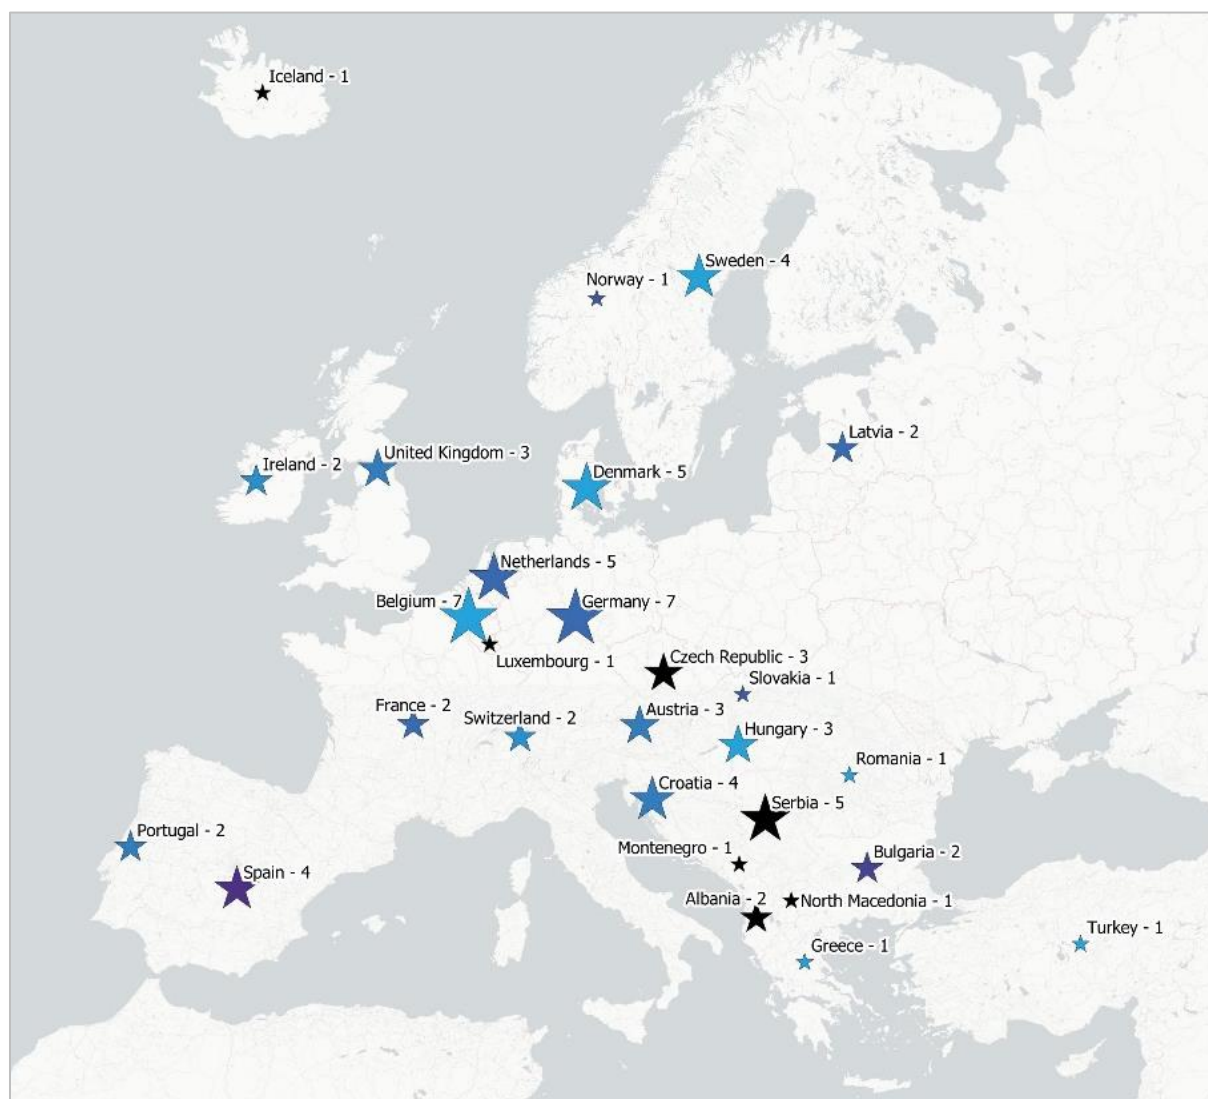 Iceland - 1
Sweden - 4
Norway - 1
Latvia - 2
United Kingdom - 3
Ireland - 2
Denmark - 5
Netherlands - 5
Belgium - 7
Germany - 7
Luxembourg - 1
Czech Republic - 3
Slovakia - 1
France - 2
Switzerland - 2
Austria - 3
Hungary - 3
Romania - 1
Croatia - 4
Serbia - 5
Portugal - 2
Montenegro - 1
Bulgaria - 2
Spain - 4
Albania - 2
North Macedonia - 1
Turkey - 1
Greece - 1